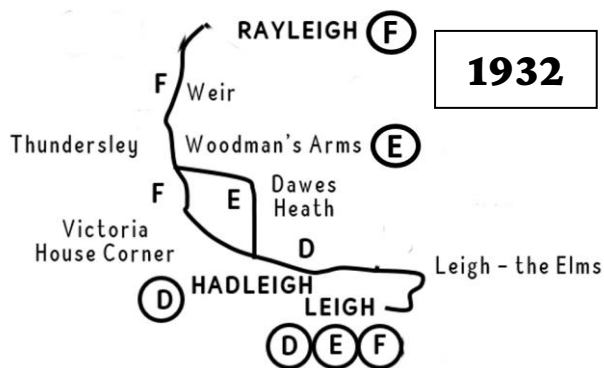 RAYLEIGH F
1932
F Weir
Thundersley Woodman's Arms E
F E Dawes
Heath
Victoria
House Corner
D
Leigh - the Elms
D HADLEIGH
LEIGH
D E F